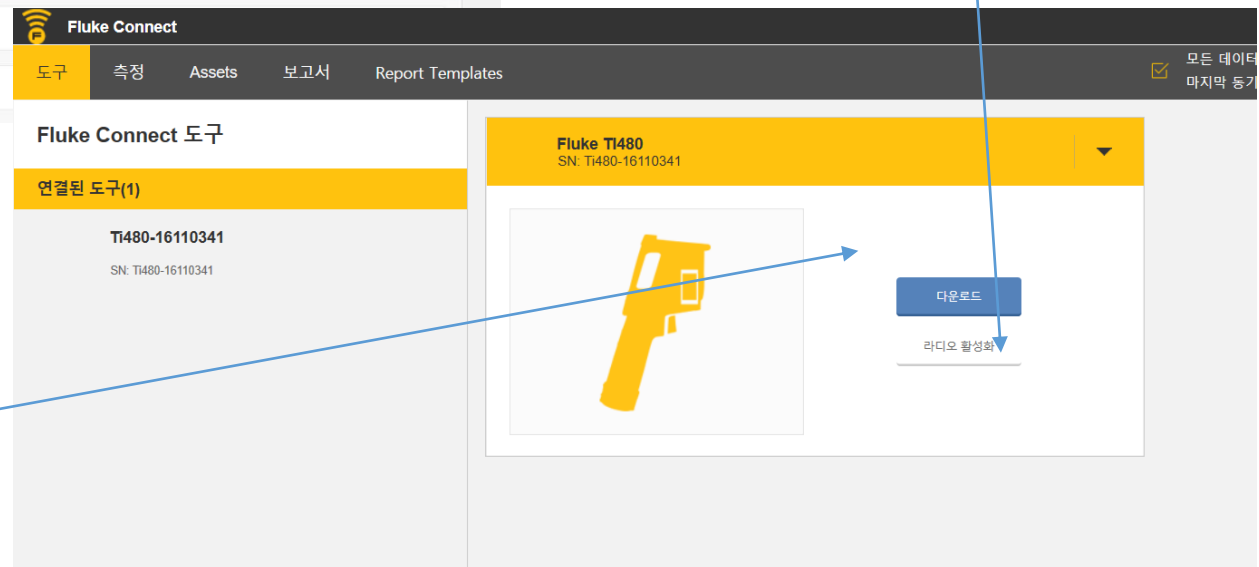 Fluke Connect
도구
측정
Assets
보고서
Report Templates
모든 데이터
마지막 동기
Fluke Connect 도구
연결된 도구(1)
Ti480-16110341
SN: Ti480-16110341
Fluke TI480
SN: Ti480-16110341
다운로드
라디오 활성화